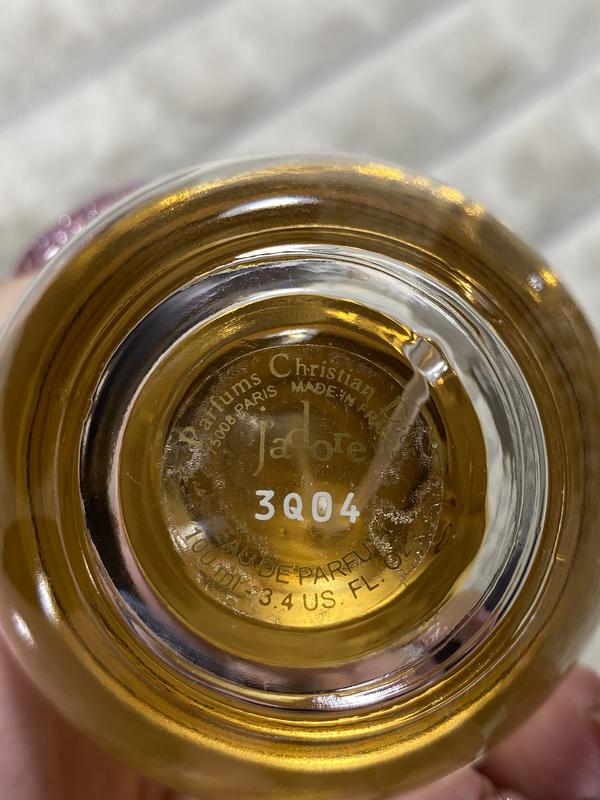 Parfums Christian
75008 PARIS MADE IN
j'adore
3Q04
EAU DE PARFUM
100 ml - 3.4 US. FL. OZ